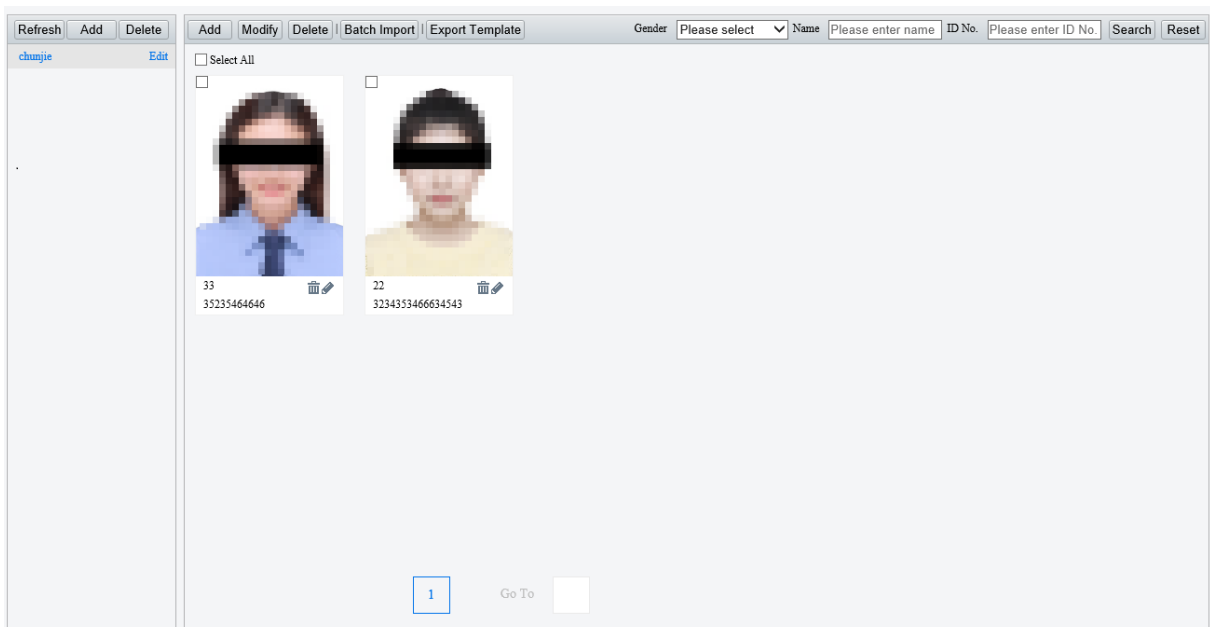 Refresh Add Delete
chunjie Edit
Add Modify Delete | Batch Import | Export Template Gender Please select Name Please enter name ID No. Please enter ID No. Search Reset
Select All
33
35235464646
22
3234353466634543
1 Go To